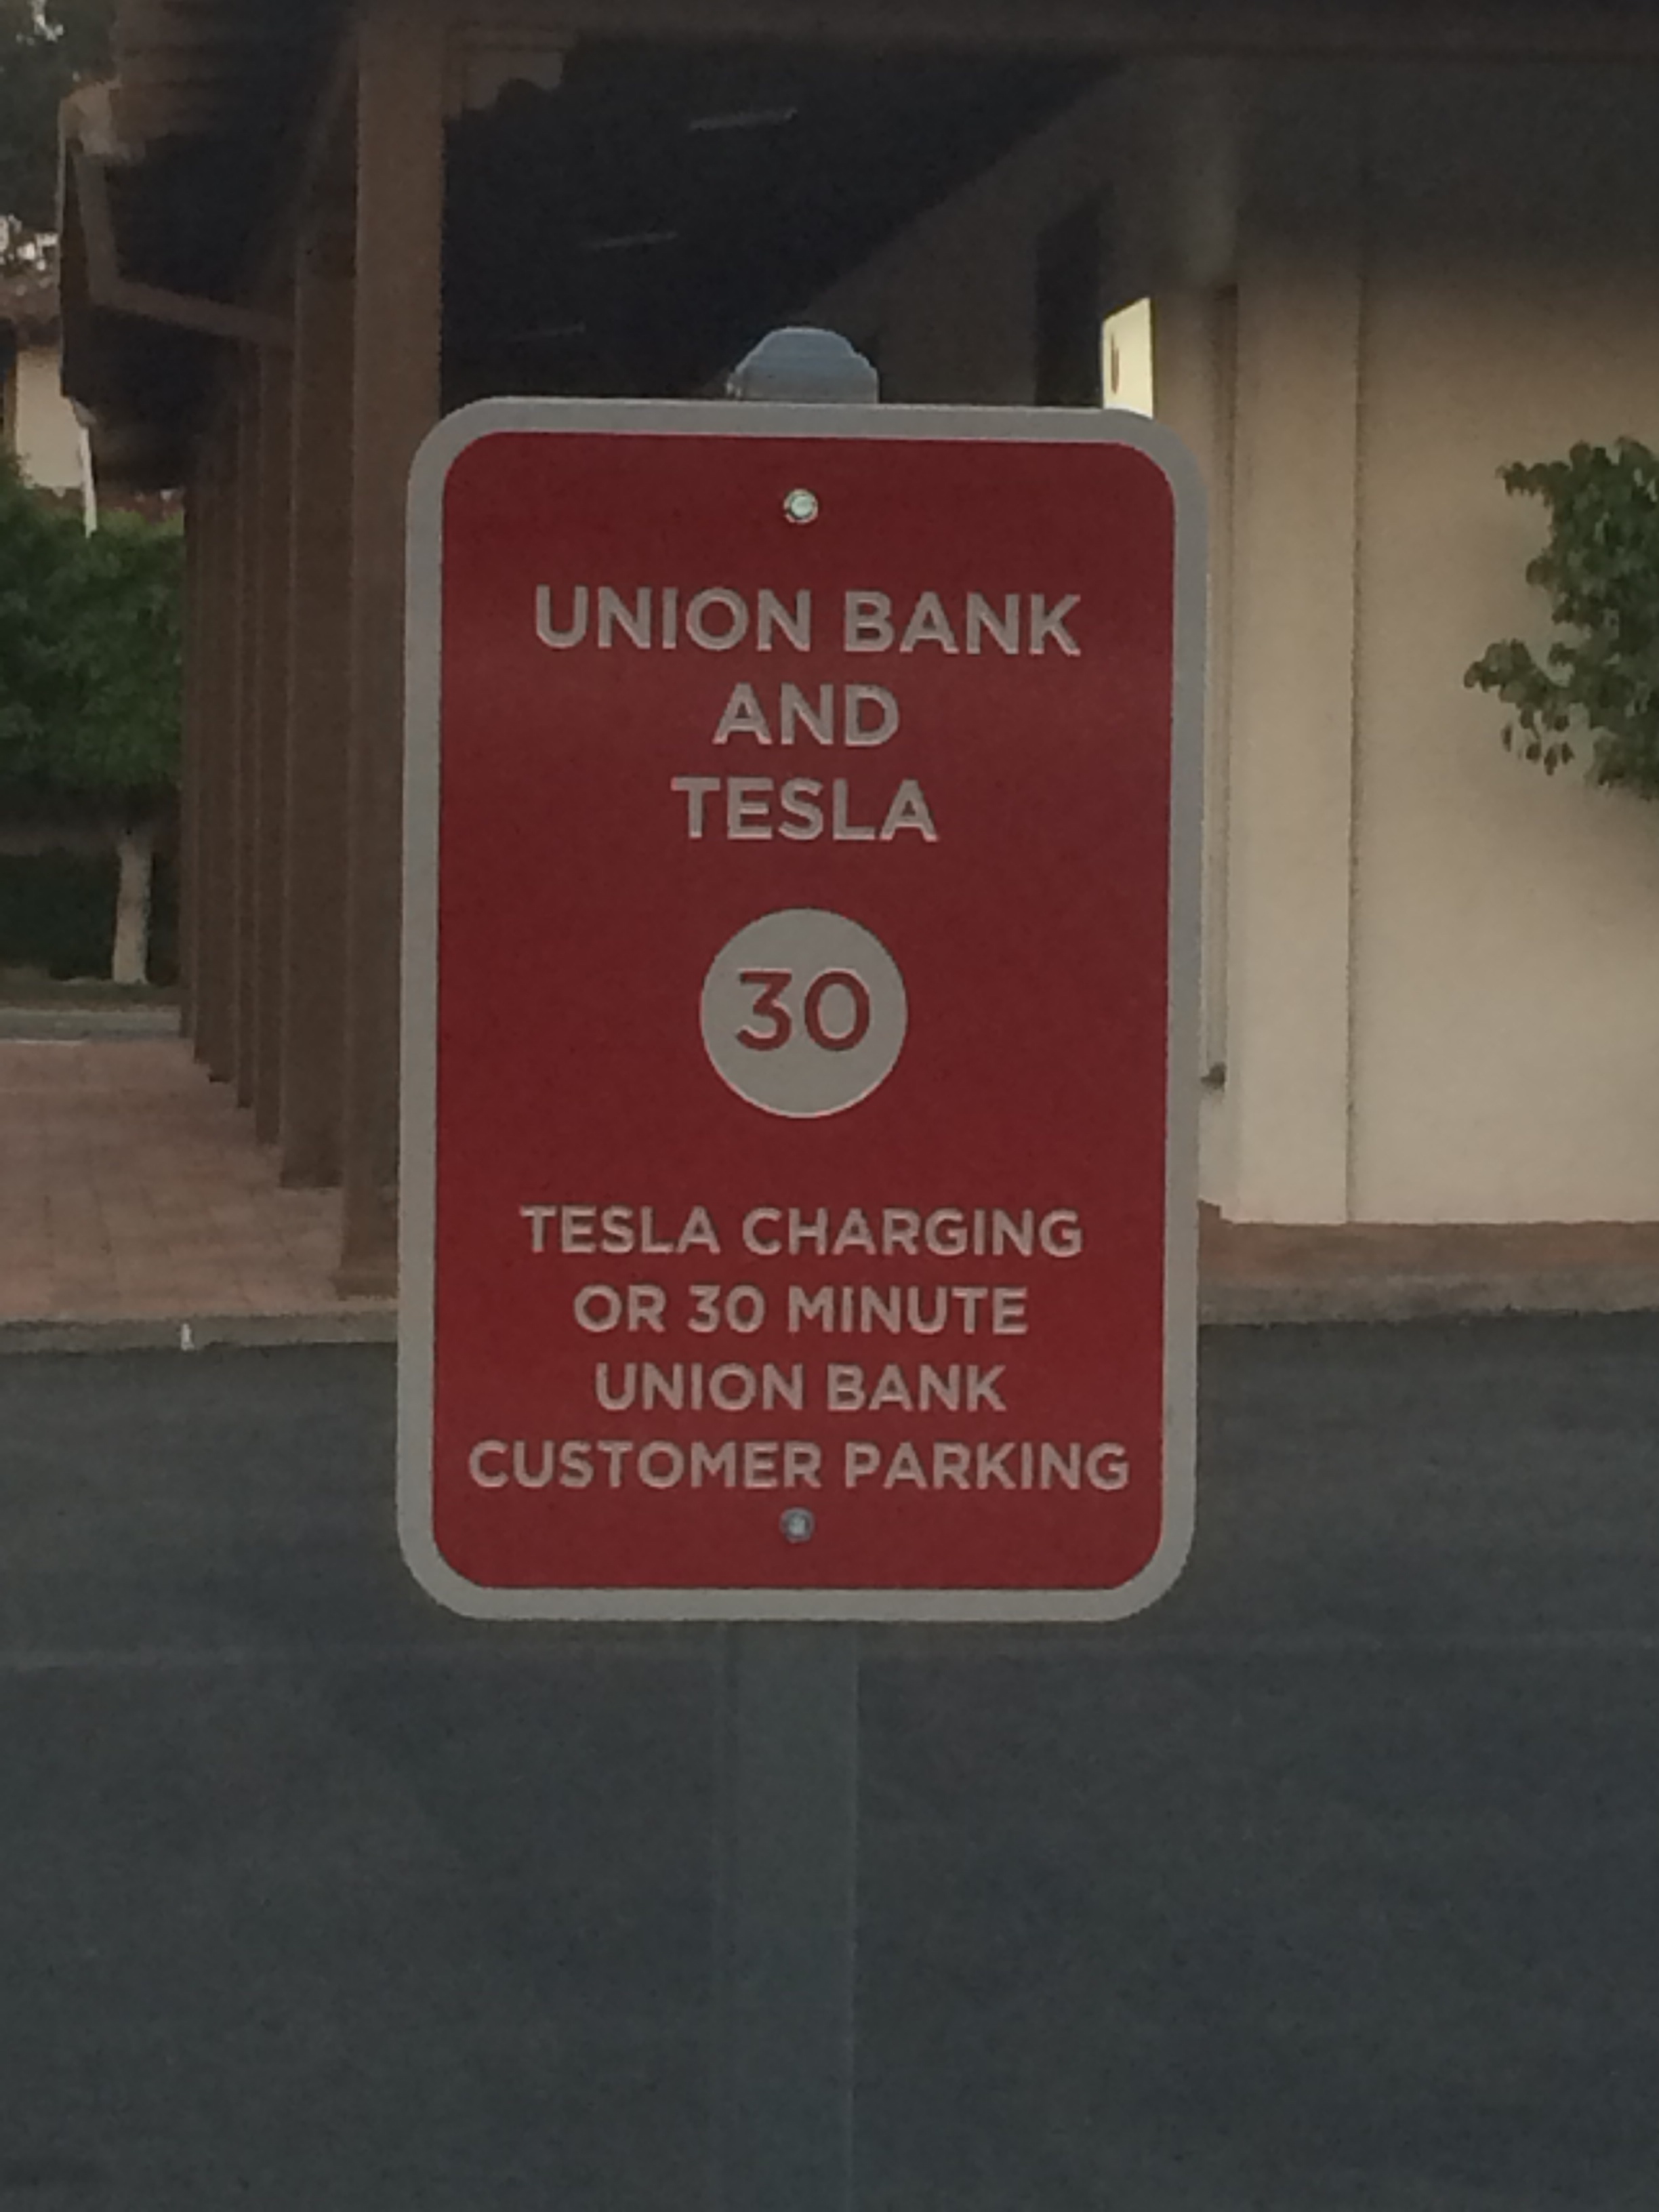 UNION BANK
AND
TESLA
30
TESLA CHARGING
OR 30 MINUTE
UNION BANK
CUSTOMER PARKING